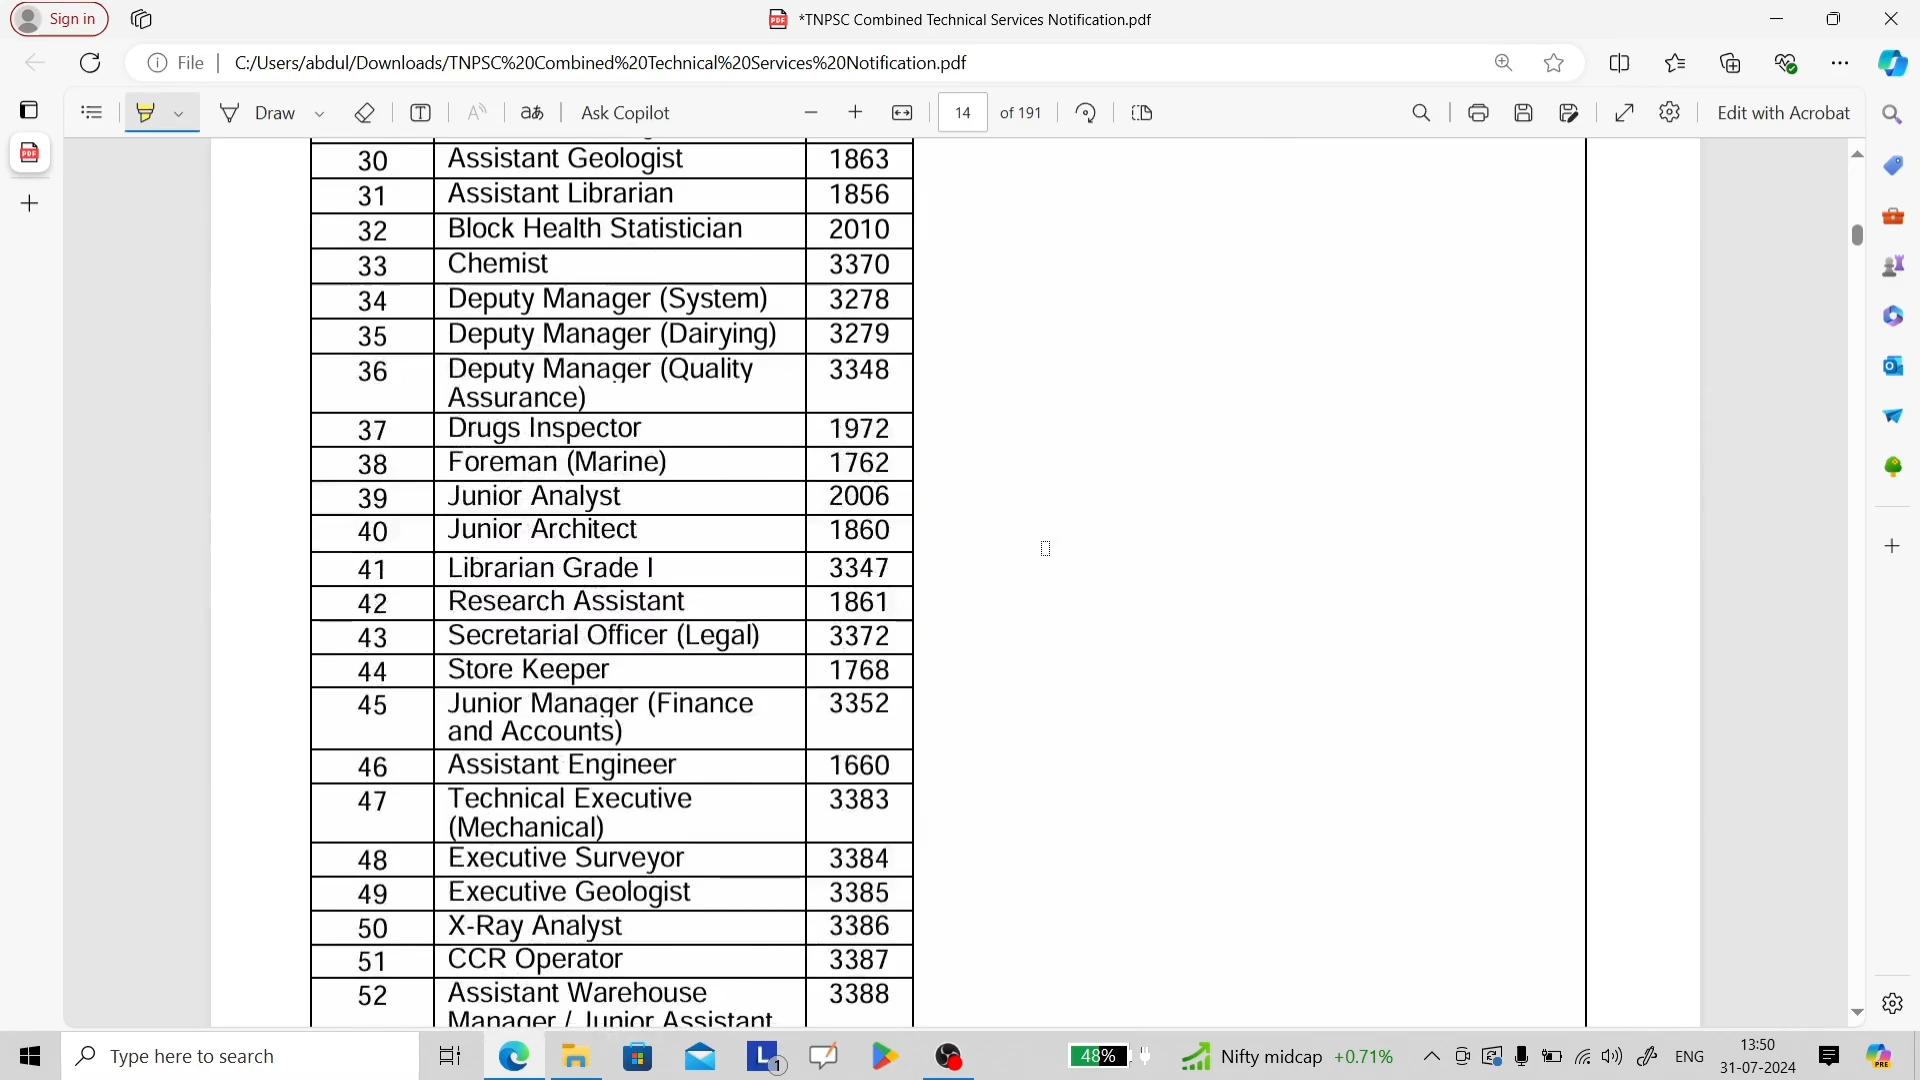 Sign in
*TNPSC Combined Technical Services Notification.pdf
File
C:/Users/abdul/Downloads/TNPSC%20Combined%20Technical%20Services%20Notification.pdf
Draw
aあ
Ask Copilot
14 of 191
Edit with Acrobat
30 Assistant Geologist 1863
31 Assistant Librarian 1856
32 Block Health Statistician 2010
33 Chemist 3370
34 Deputy Manager (System) 3278
35 Deputy Manager (Dairying) 3279
36 Deputy Manager (Quality 3348
Assurance)
37 Drugs Inspector 1972
38 Foreman (Marine) 1762
39 Junior Analyst 2006
40 Junior Architect 1860
41 Librarian Grade I 3347
42 Research Assistant 1861
43 Secretarial Officer (Legal) 3372
44 Store Keeper 1768
45 Junior Manager (Finance 3352
and Accounts)
46 Assistant Engineer 1660
47 Technical Executive 3383
(Mechanical)
48 Executive Surveyor 3384
49 Executive Geologist 3385
50 X-Ray Analyst 3386
51 CCR Operator 3387
52 Assistant Warehouse 3388
Manager / Junior Assistant
Type here to search
L 1
48%
Nifty midcap +0.71%
ENG
13:50
31-07-2024
PRE